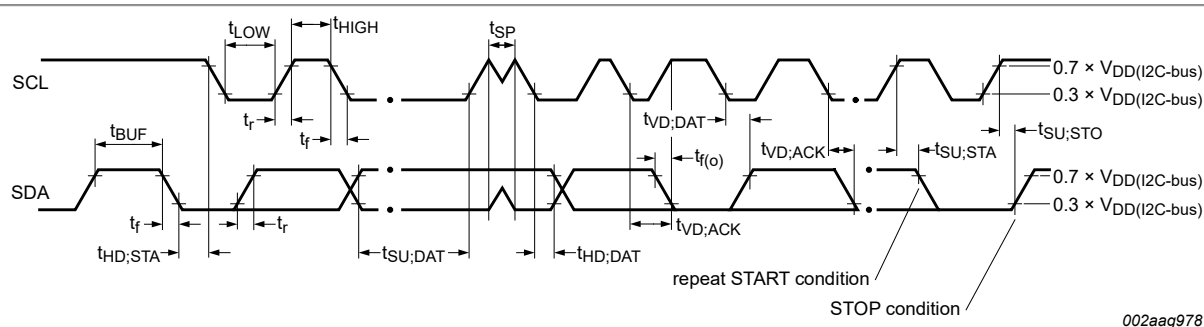 tLOW
tHIGH
tSP
SCL
0.7 × VDD(I2C-bus)
0.3 × VDD(I2C-bus)
tr
tf
tVD;DAT
tSU;STO
tBUF
tf(o)
tVD;ACK
tSU;STA
SDA
0.7 × VDD(I2C-bus)
0.3 × VDD(I2C-bus)
tf
tr
tVD;ACK
tHD;STA
tSU;DAT
tHD;DAT
repeat START condition
STOP condition
002aag978